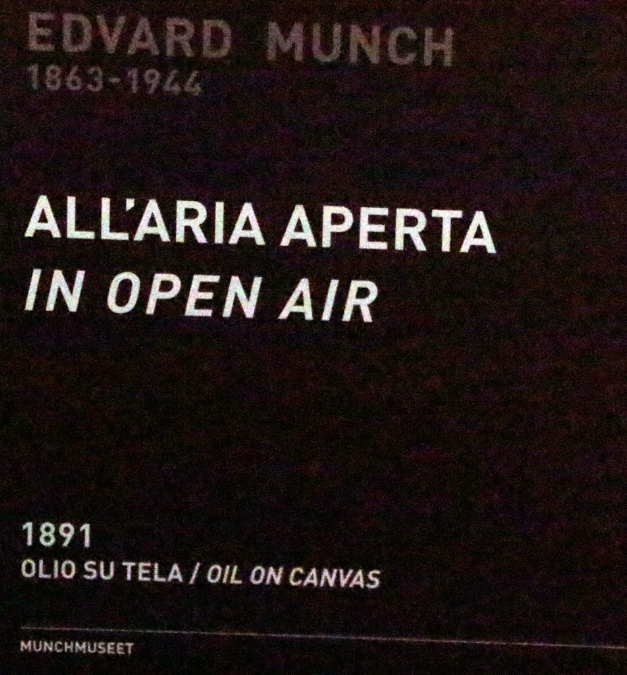 EDVARD MUNCH
1863-1944
ALL'ARIA APERTA
IN OPEN AIR
1891
OLIO SU TELA / OIL ON CANVAS
MUNCHMUSEET